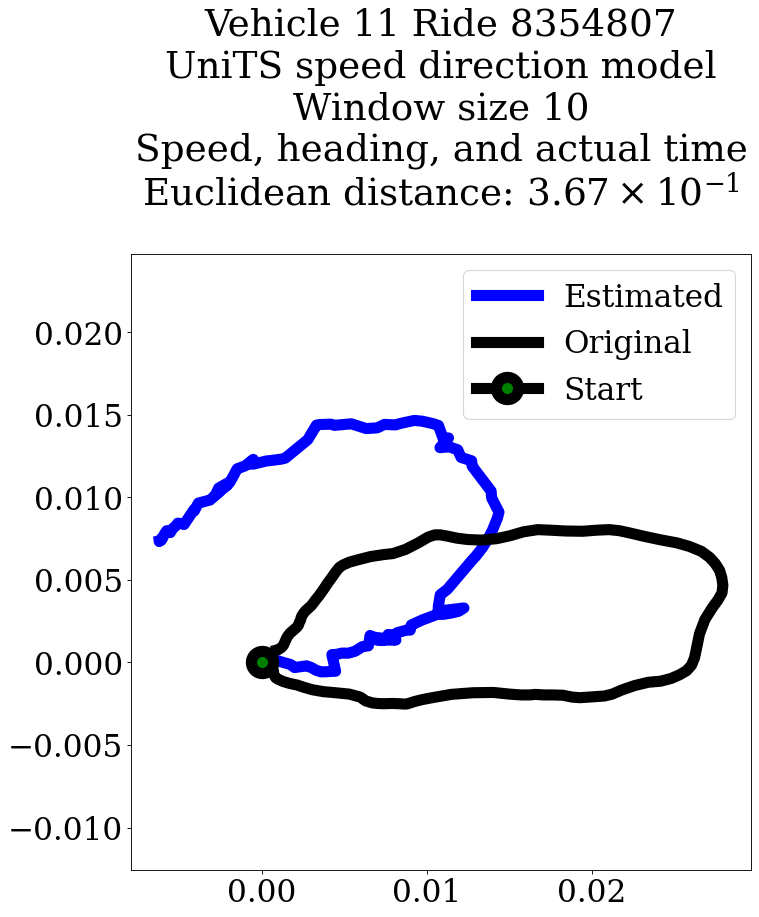 Vehicle 11 Ride 8354807
UniTS speed direction model
Window size 10
Speed, heading, and actual time
Euclidean distance: 3.67 × 10⁻¹
Estimated
Original
Start
0.020
0.015
0.010
0.005
0.000
−0.005
−0.010
0.00 0.01 0.02